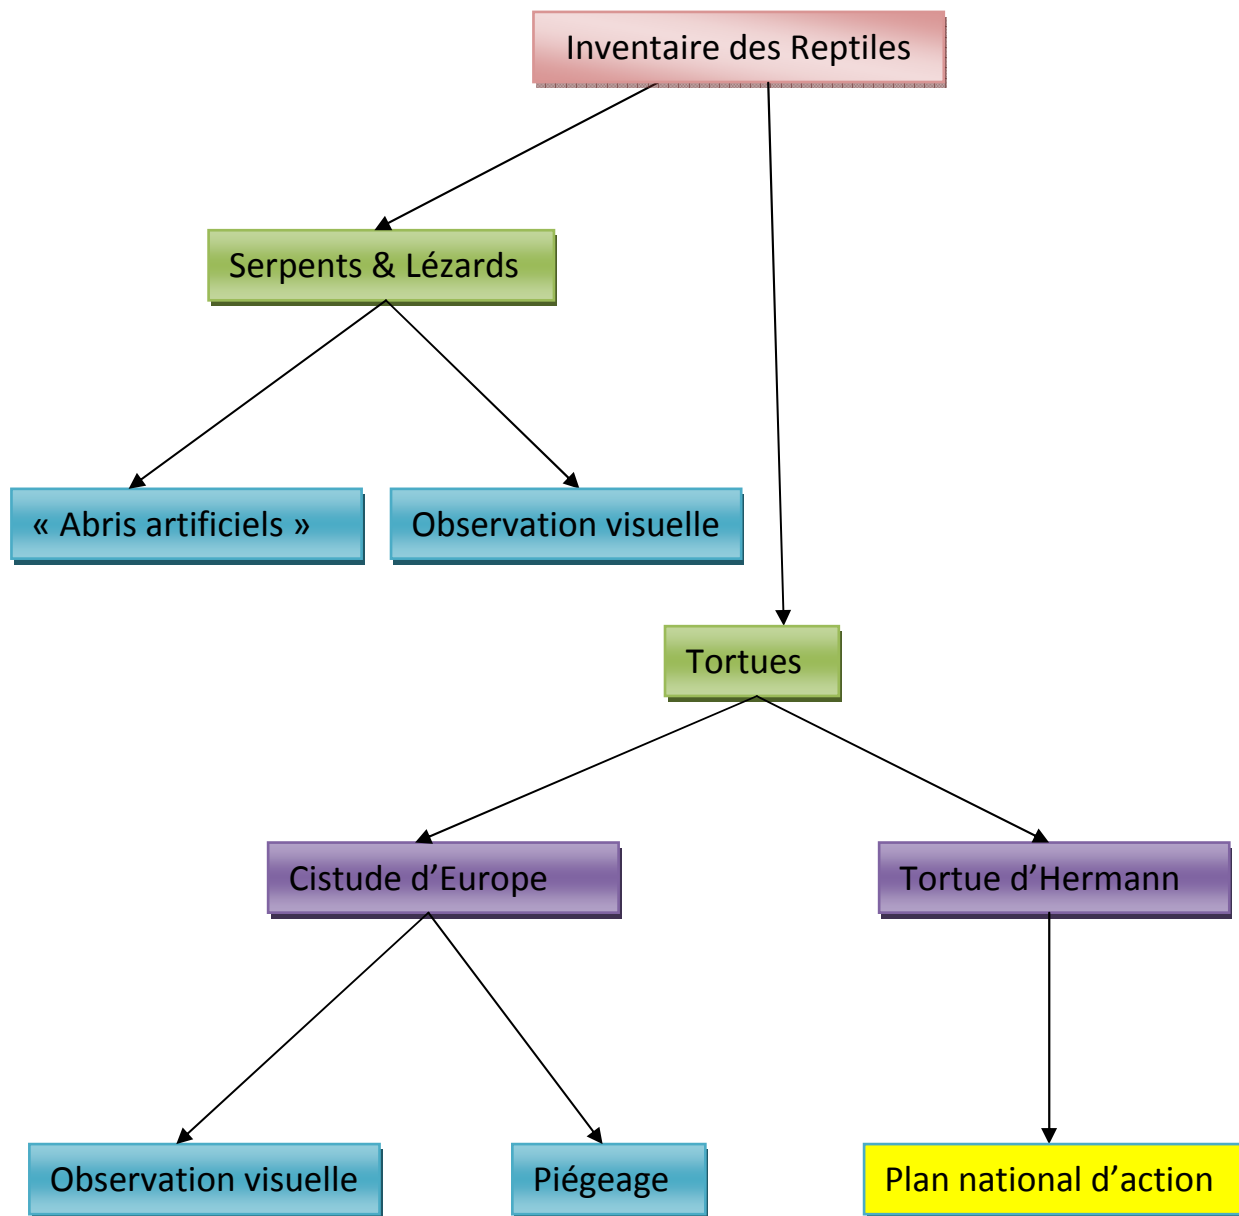 Inventaire des Reptiles
Serpents & Lézards
« Abris artificiels »
Observation visuelle
Tortues
Cistude d’Europe
Tortue d’Hermann
Observation visuelle
Piégeage
Plan national d’action